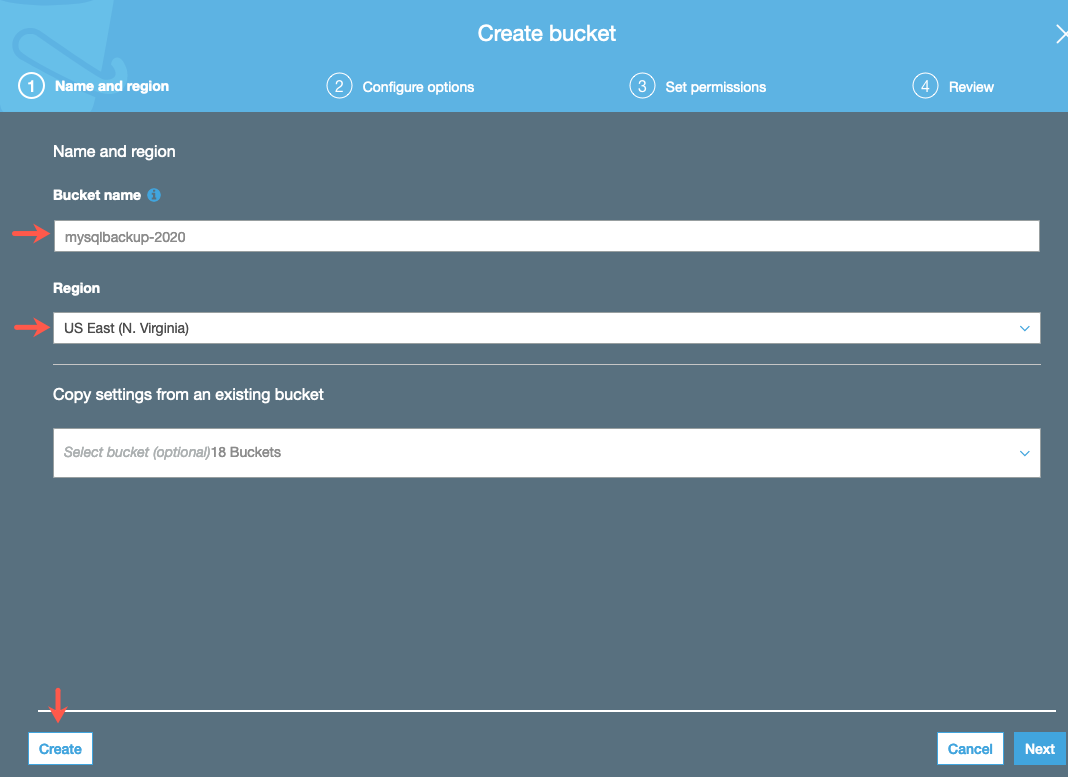 Create bucket
1 Name and region
2 Configure options
3 Set permissions
4 Review
Name and region
Bucket name
mysqlbackup-2020
Region
US East (N. Virginia)
Copy settings from an existing bucket
Select bucket (optional)18 Buckets
Create
Cancel
Next